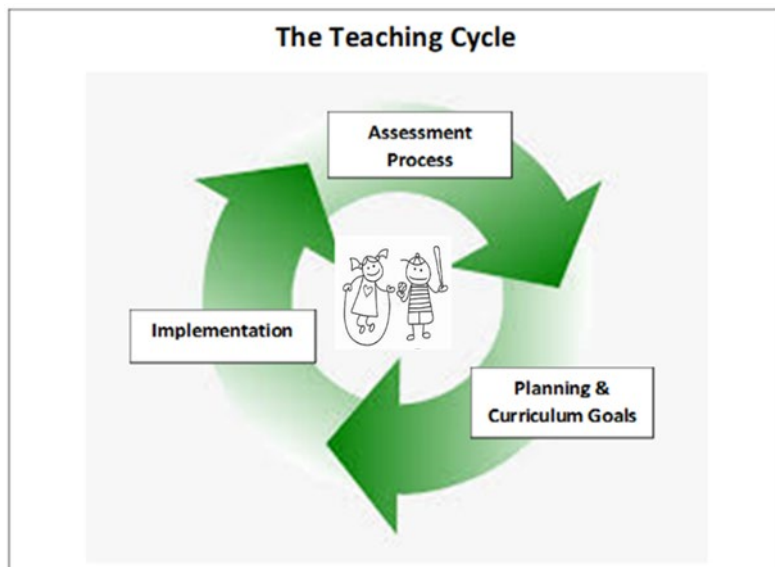 The Teaching Cycle
Assessment
Process
Implementation
Planning &
Curriculum Goals